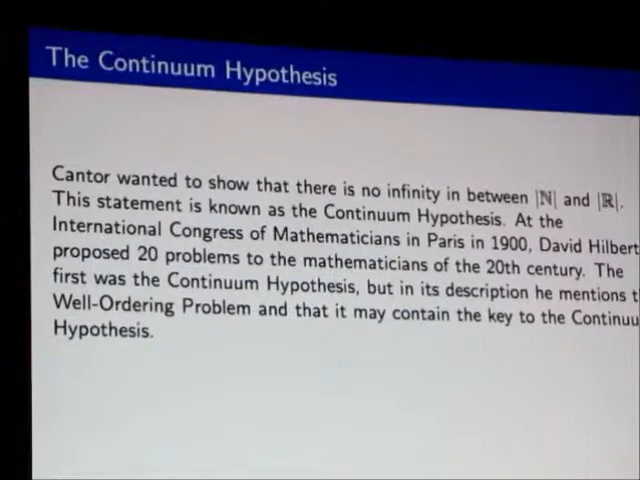 The Continuum Hypothesis
Cantor wanted to show that there is no infinity in between |ℕ| and |ℝ|.
This statement is known as the Continuum Hypothesis. At the
International Congress of Mathematicians in Paris in 1900, David Hilbert
proposed 20 problems to the mathematicians of the 20th century. The
first was the Continuum Hypothesis, but in its description he mentions
Well-Ordering Problem and that it may contain the key to the
Hypothesis.